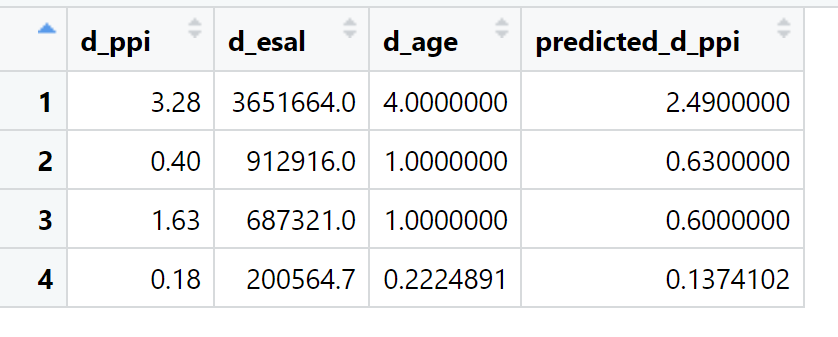 d_ppi d_esal d_age predicted_d_ppi
1 3.28 3651664.0 4.0000000 2.4900000
2 0.40 912916.0 1.0000000 0.6300000
3 1.63 687321.0 1.0000000 0.6000000
4 0.18 200564.7 0.2224891 0.1374102